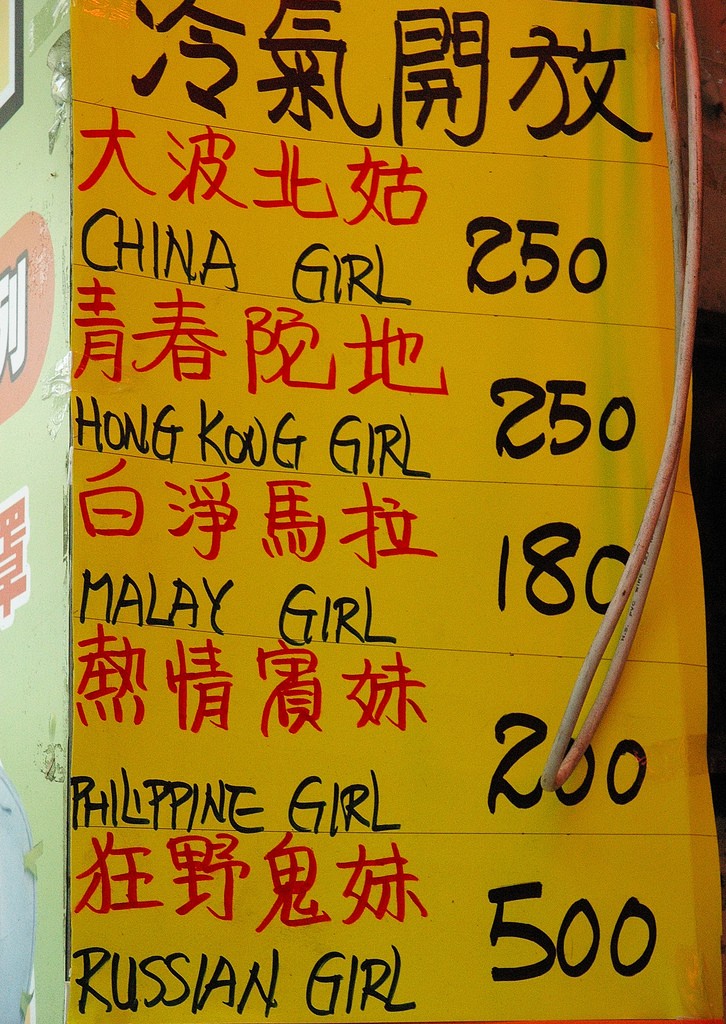 冷氣開放
大波北姑
CHINA GIRL 250
青春陀地
HONG KONG GIRL 250
白淨馬拉
MALAY GIRL 180
熱情賓妹
PHILIPPINE GIRL 200
狂野鬼妹
RUSSIAN GIRL 500